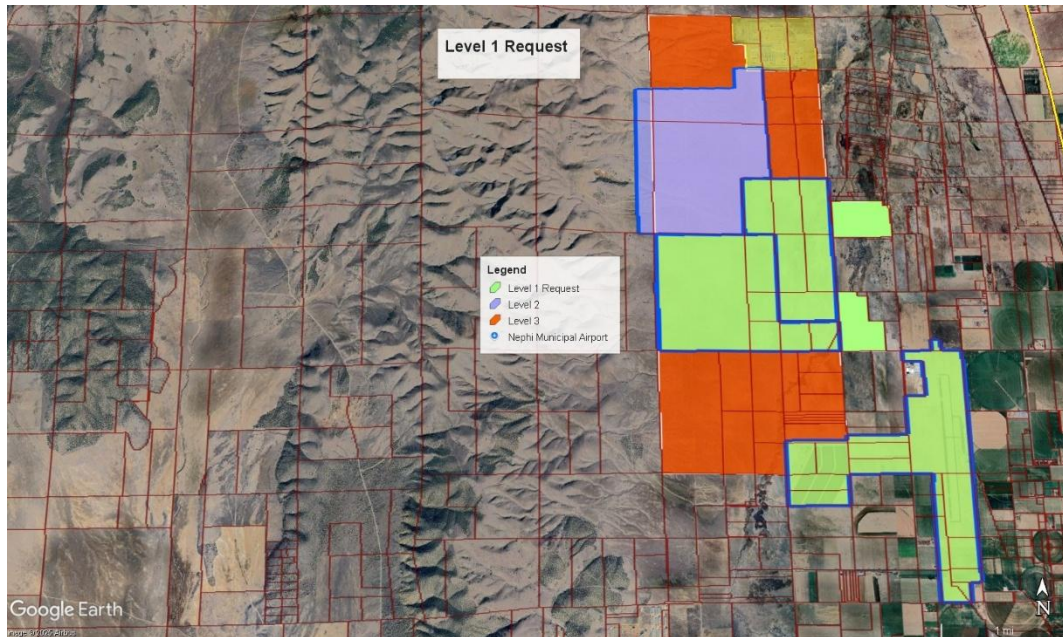 Level 1 Request
Legend
Level 1 Request
Level 2
Level 3
Nephi Municipal Airport
Google Earth
N
1 mi